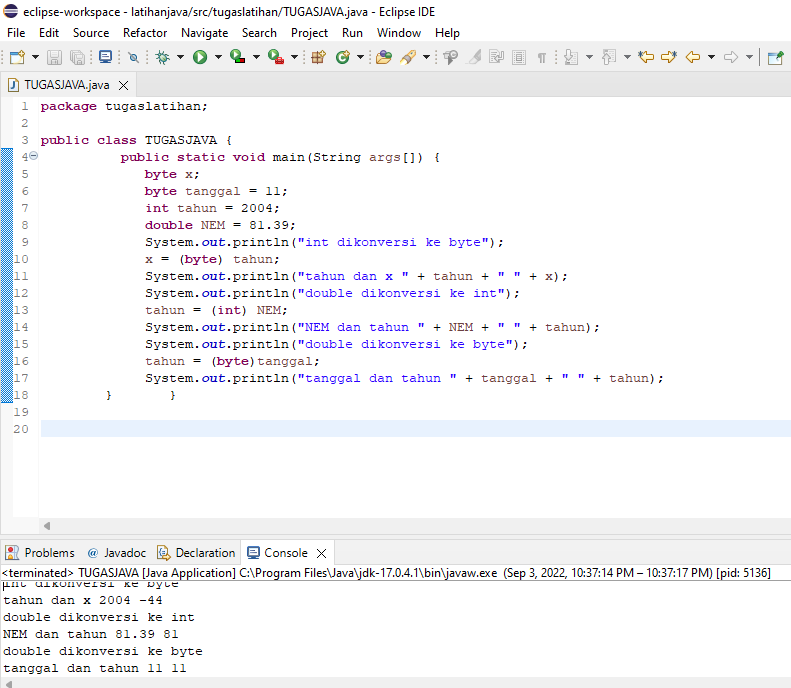 eclipse-workspace - latihanjava/src/tugaslatihan/TUGASJAVA.java - Eclipse IDE
File Edit Source Refactor Navigate Search Project Run Window Help
TUGASJAVA.java
1 package tugaslatihan;
2
3 public class TUGASJAVA {
4 public static void main(String args[]) {
5 byte x;
6 byte tanggal = 11;
7 int tahun = 2004;
8 double NEM = 81.39;
9 System.out.println("int dikonversi ke byte");
10 x = (byte) tahun;
11 System.out.println("tahun dan x " + tahun + " " + x);
12 System.out.println("double dikonversi ke int");
13 tahun = (int) NEM;
14 System.out.println("NEM dan tahun " + NEM + " " + tahun);
15 System.out.println("double dikonversi ke byte");
16 tahun = (byte)tanggal;
17 System.out.println("tanggal dan tahun " + tanggal + " " + tahun);
18 } }
19
20
Problems @ Javadoc Declaration Console
<terminated> TUGASJAVA [Java Application] C:\Program Files\Java\jdk-17.0.4.1\bin\javaw.exe (Sep 3, 2022, 10:37:14 PM – 10:37:17 PM) [pid: 5136]
int dikonversi ke byte
tahun dan x 2004 -44
double dikonversi ke int
NEM dan tahun 81.39 81
double dikonversi ke byte
tanggal dan tahun 11 11